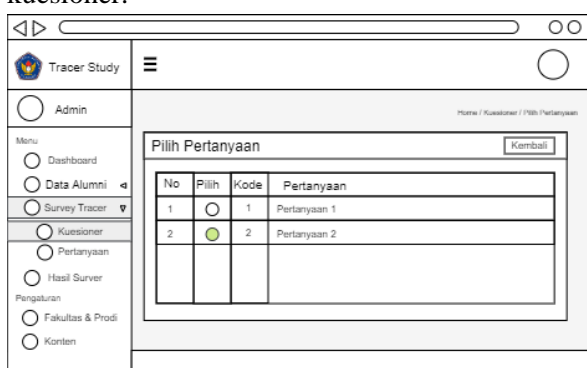 kuesioner.
Tracer Study
Admin
Home / Kuesioner / Pilih Pertanyaan
Menu
Dashboard
Data Alumni
Survey Tracer
Kuesioner
Pertanyaan
Hasil Surver
Pengaturan
Fakultas & Prodi
Konten
Pilih Pertanyaan
Kembali
No Pilih Kode Pertanyaan
1 1 Pertanyaan 1
2 2 Pertanyaan 2